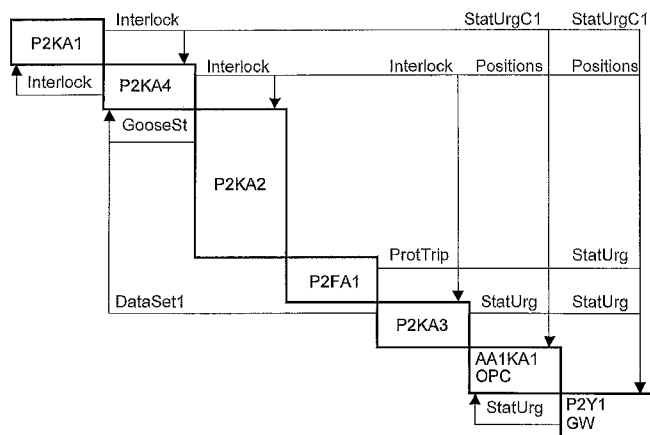 Interlock StatUrgC1 StatUrgC1
P2KA1
Interlock Interlock Positions Positions
Interlock P2KA4
GooseSt
P2KA2
ProtTrip StatUrg
P2FA1
DataSet1 StatUrg StatUrg
P2KA3
AA1KA1
OPC
StatUrg P2Y1
GW